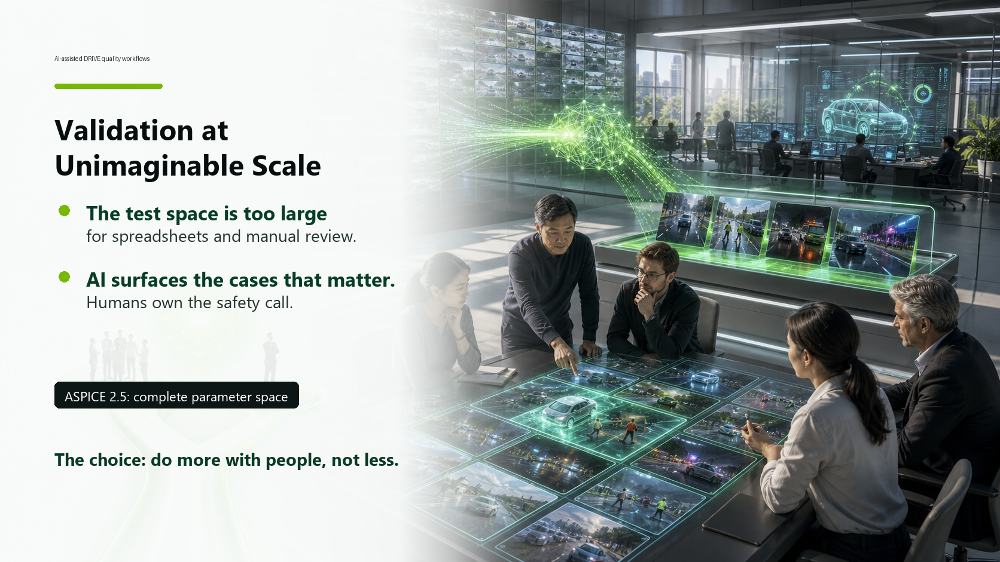 AI-assisted DRIVE quality workflows
Validation at
Unimaginable Scale
The test space is too large
for spreadsheets and manual review.
AI surfaces the cases that matter.
Humans own the safety call.
ASPICE 2.5: complete parameter space
The choice: do more with people, not less.